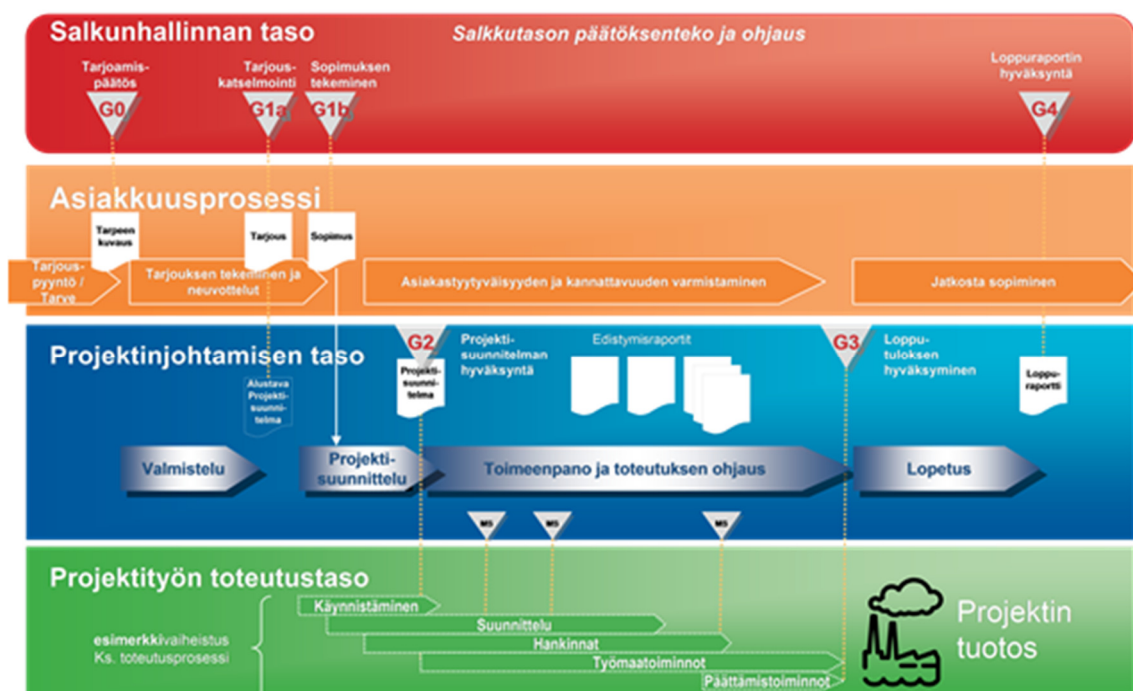 Salkunhallinnan taso
Salkkutason päätöksenteko ja ohjaus
Tarjoamis-
päätös
G0
Tarjous-
katselmointi
G1a
Sopimuksen
tekeminen
G1b
Loppuraportin
hyväksyntä
G4
Asiakkuusprosessi
Tarpeen
kuvaus
Tarjous
Sopimus
Tarjous-
pyyntö /
Tarve
Tarjouksen tekeminen ja
neuvottelut
Asiakastyytyväisyyden ja kannattavuuden varmistaminen
Jatkosta sopiminen
Projektinjohtamisen taso
G2
Projekti-
suunnitelman
hyväksyntä
Edistymisraportit
G3
Loppu-
tuloksen
hyväksyminen
Alustava
Projekti-
suunni-
telma
Projekti-
suunni-
telma
Loppu-
raportti
Valmistelu
Projekti-
suunnittelu
Toimeenpano ja toteutuksen ohjaus
Lopetus
MS
MS
MS
Projektityön toteutustaso
esimerkkivaiheistus
Ks. toteutusprosessi
Käynnistäminen
Suunnittelu
Hankinnat
Työmaatoiminnot
Päättämistoiminnot
Projektin
tuotos